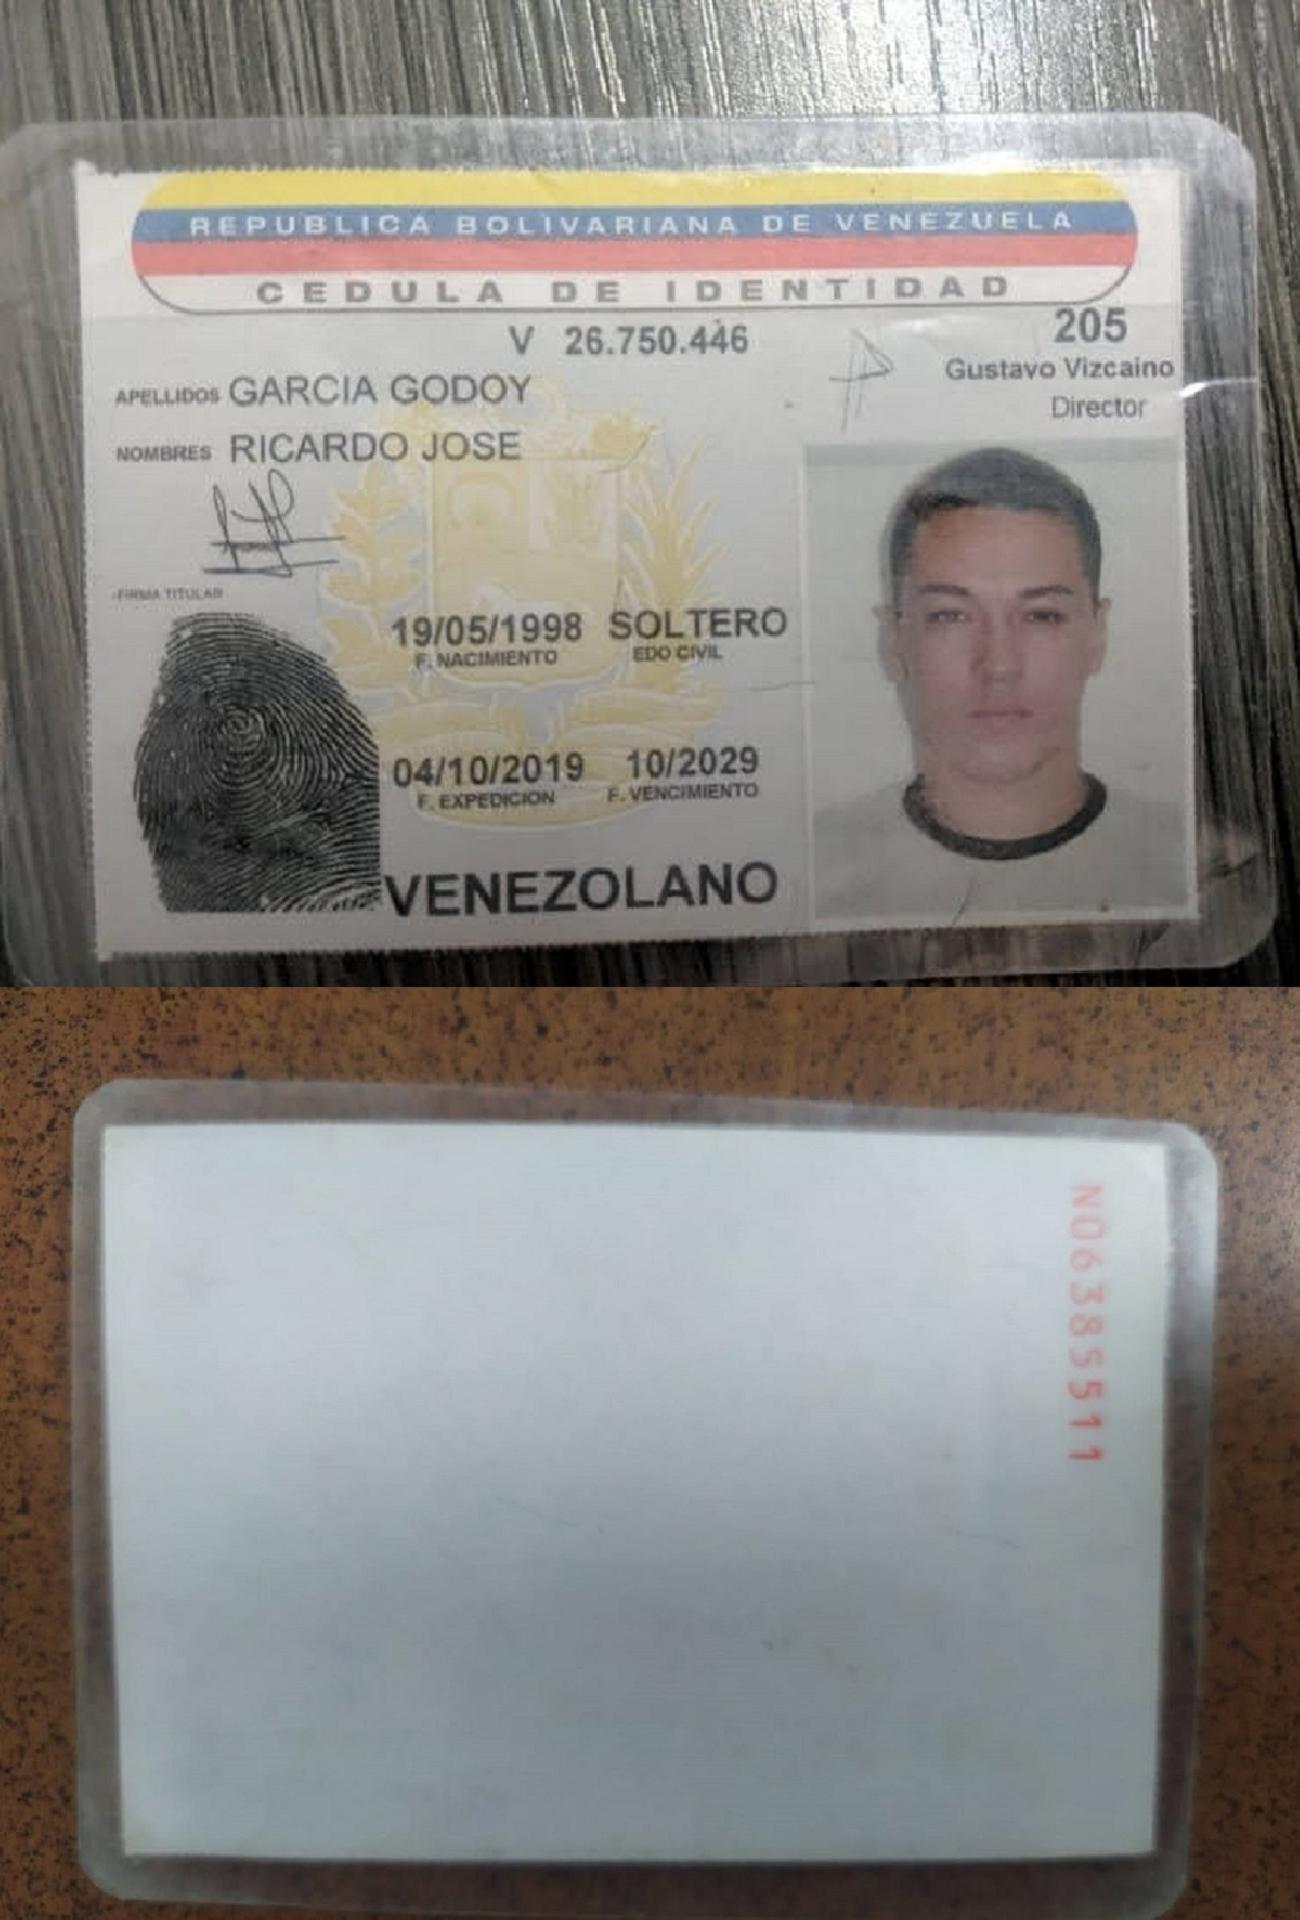 REPUBLICA BOLIVARIANA DE VENEZUELA
CEDULA DE IDENTIDAD
V 26.750.446
205
Gustavo Vizcaino
Director
APELLIDOS GARCIA GODOY
NOMBRES RICARDO JOSE
FIRMA TITULAR
19/05/1998 SOLTERO
F. NACIMIENTO EDO CIVIL
04/10/2019 10/2029
F. EXPEDICION F. VENCIMIENTO
VENEZOLANO
N06385511